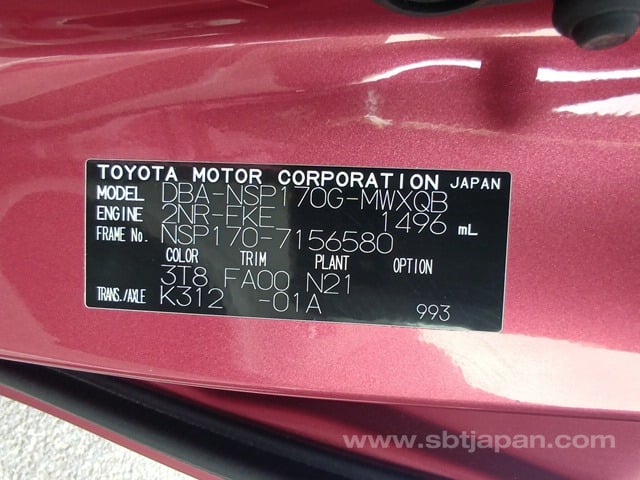 TOYOTA MOTOR CORPORATION JAPAN
MODEL DBA-NSP170G-MWXQB
ENGINE 2NR-FKE 1496 mL
FRAME No. NSP170-7156580
COLOR TRIM PLANT OPTION
3T8 FA00 N21
TRANS./AXLE K312 -01A 993
www.sbtjapan.com